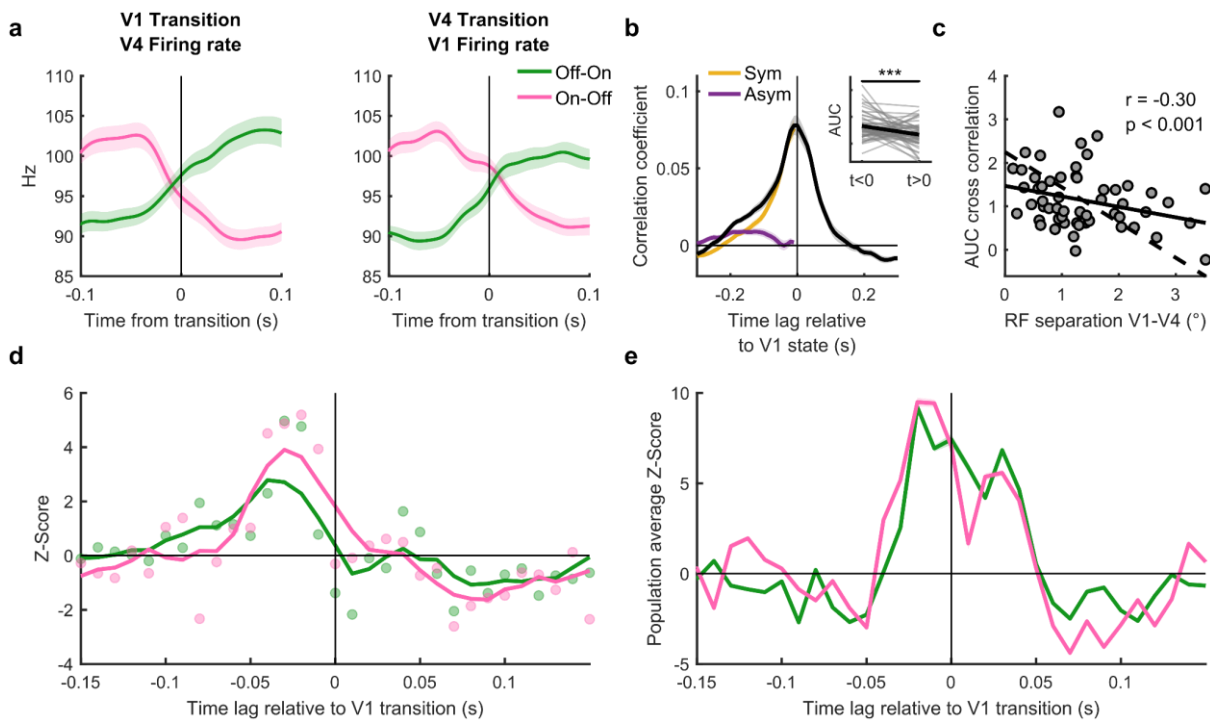 a
V1 Transition
V4 Firing rate
V4 Transition
V1 Firing rate
Off-On
On-Off
110
105
100
95
90
85
Hz
-0.1
0
0.1
Time from transition (s)
110
105
100
95
90
85
-0.1
0
0.1
Time from transition (s)
b
Sym
Asym
0.1
0.05
0
Correlation coefficient
-0.2
0
0.2
Time lag relative
to V1 state (s)
***
AUC
t<0
t>0
c
r = -0.30
p < 0.001
4
3
2
1
0
AUC cross correlation
0
1
2
3
RF separation V1-V4 (°)
d
6
4
2
0
-2
-4
Z-Score
-0.15
-0.1
-0.05
0
0.05
0.1
Time lag relative to V1 transition (s)
e
10
5
0
-5
Population average Z-Score
-0.15
-0.1
-0.05
0
0.05
0.1
Time lag relative to V1 transition (s)